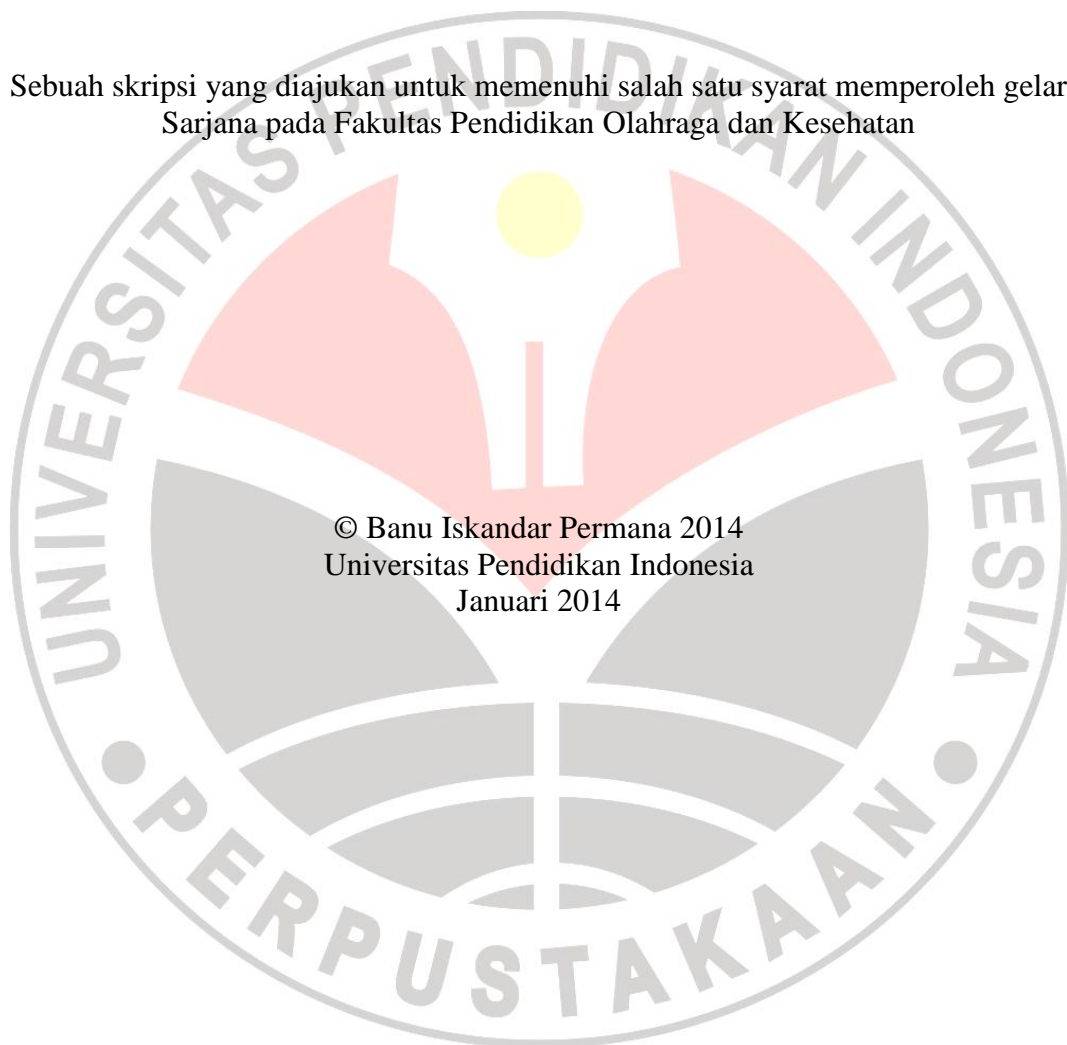 Sebuah skripsi yang diajukan untuk memenuhi salah satu syarat memperoleh gelar
Sarjana pada Fakultas Pendidikan Olahraga dan Kesehatan
UNIVERSITAS PENDIDIKAN INDONESIA
© Banu Iskandar Permana 2014
Universitas Pendidikan Indonesia
Januari 2014
PERPUSTAKAAN